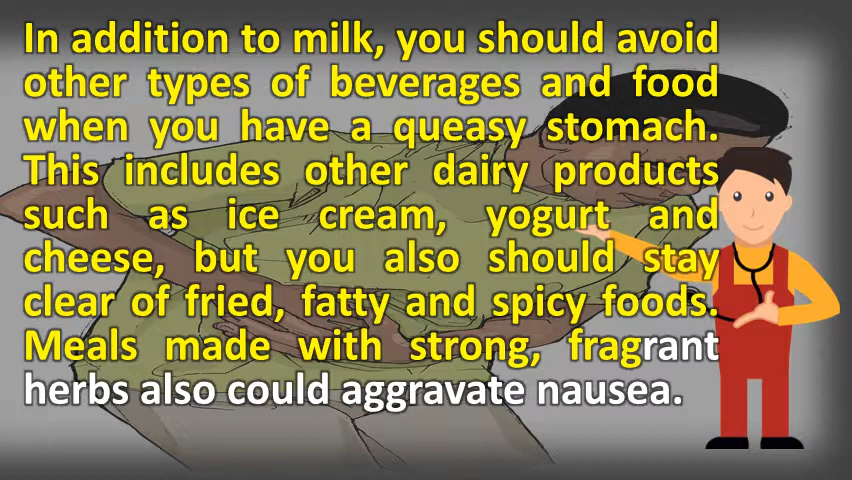 In addition to milk, you should avoid
other types of beverages and food
when you have a queasy stomach.
This includes other dairy products
such as ice cream, yogurt and
cheese, but you also should stay
clear of fried, fatty and spicy foods.
Meals made with strong, fragrant
herbs also could aggravate nausea.